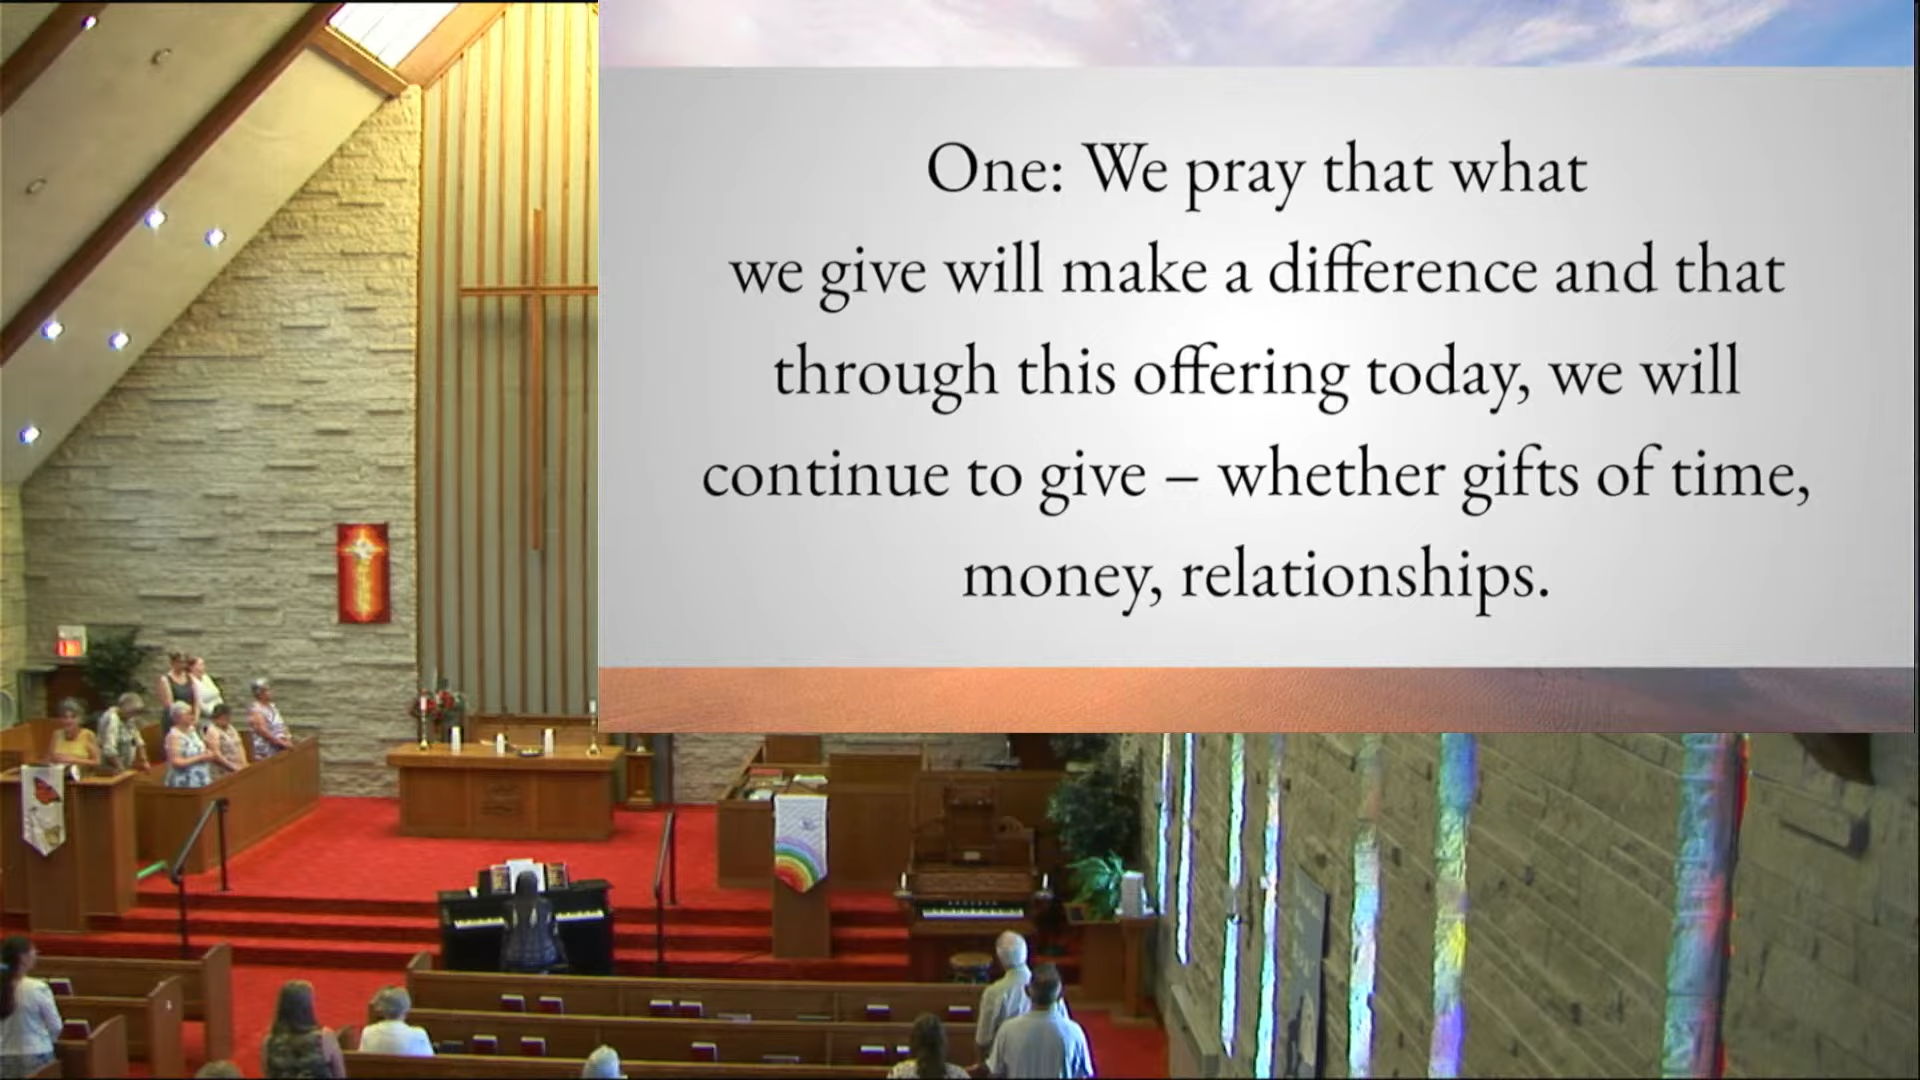 One: We pray that what
we give will make a difference and that
through this offering today, we will
continue to give – whether gifts of time,
money, relationships.